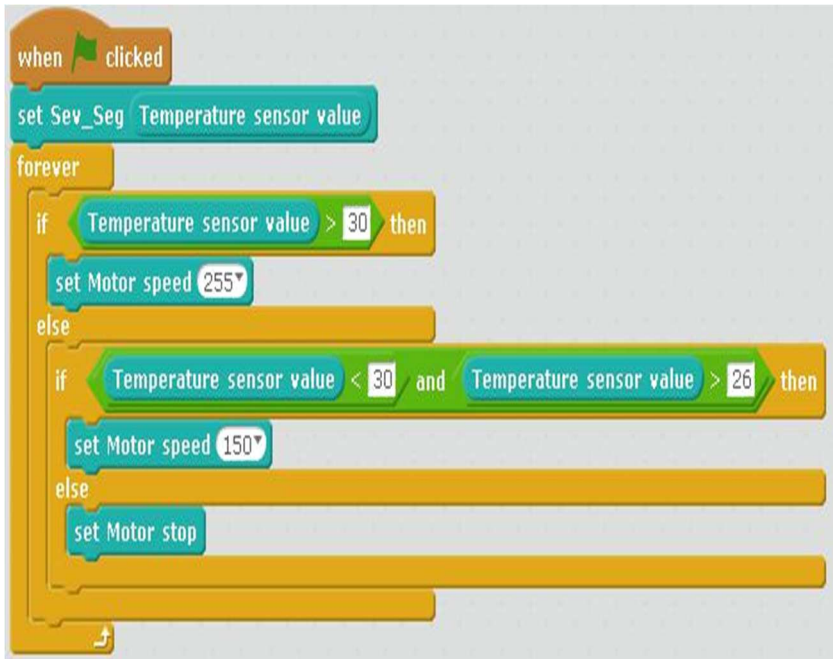 when clicked
set Sev_Seg Temperature sensor value
forever
if Temperature sensor value > 30 then
set Motor speed 255
else
if Temperature sensor value < 30 and Temperature sensor value > 26 then
set Motor speed 150
else
set Motor stop